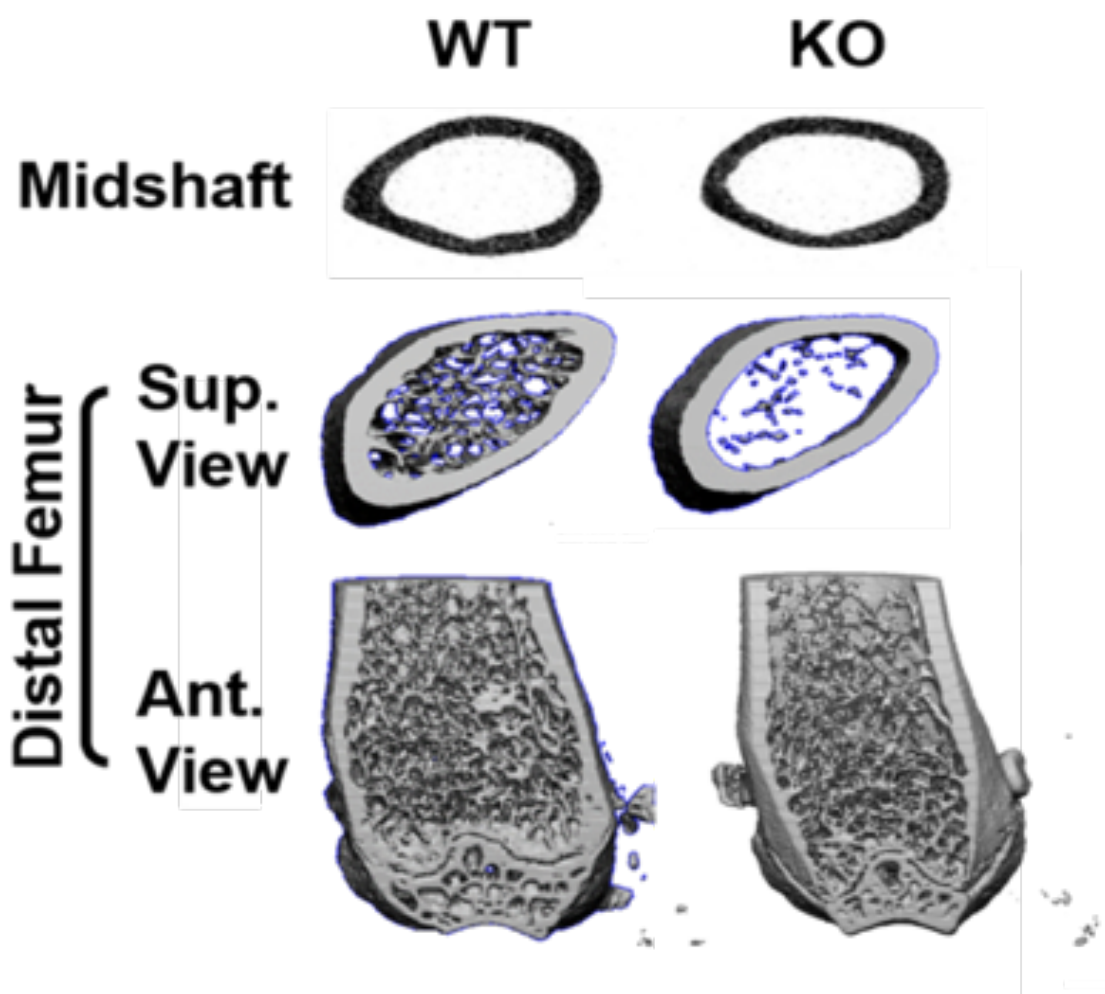 WT KO
Midshaft
Distal Femur
Sup.
View
Ant.
View